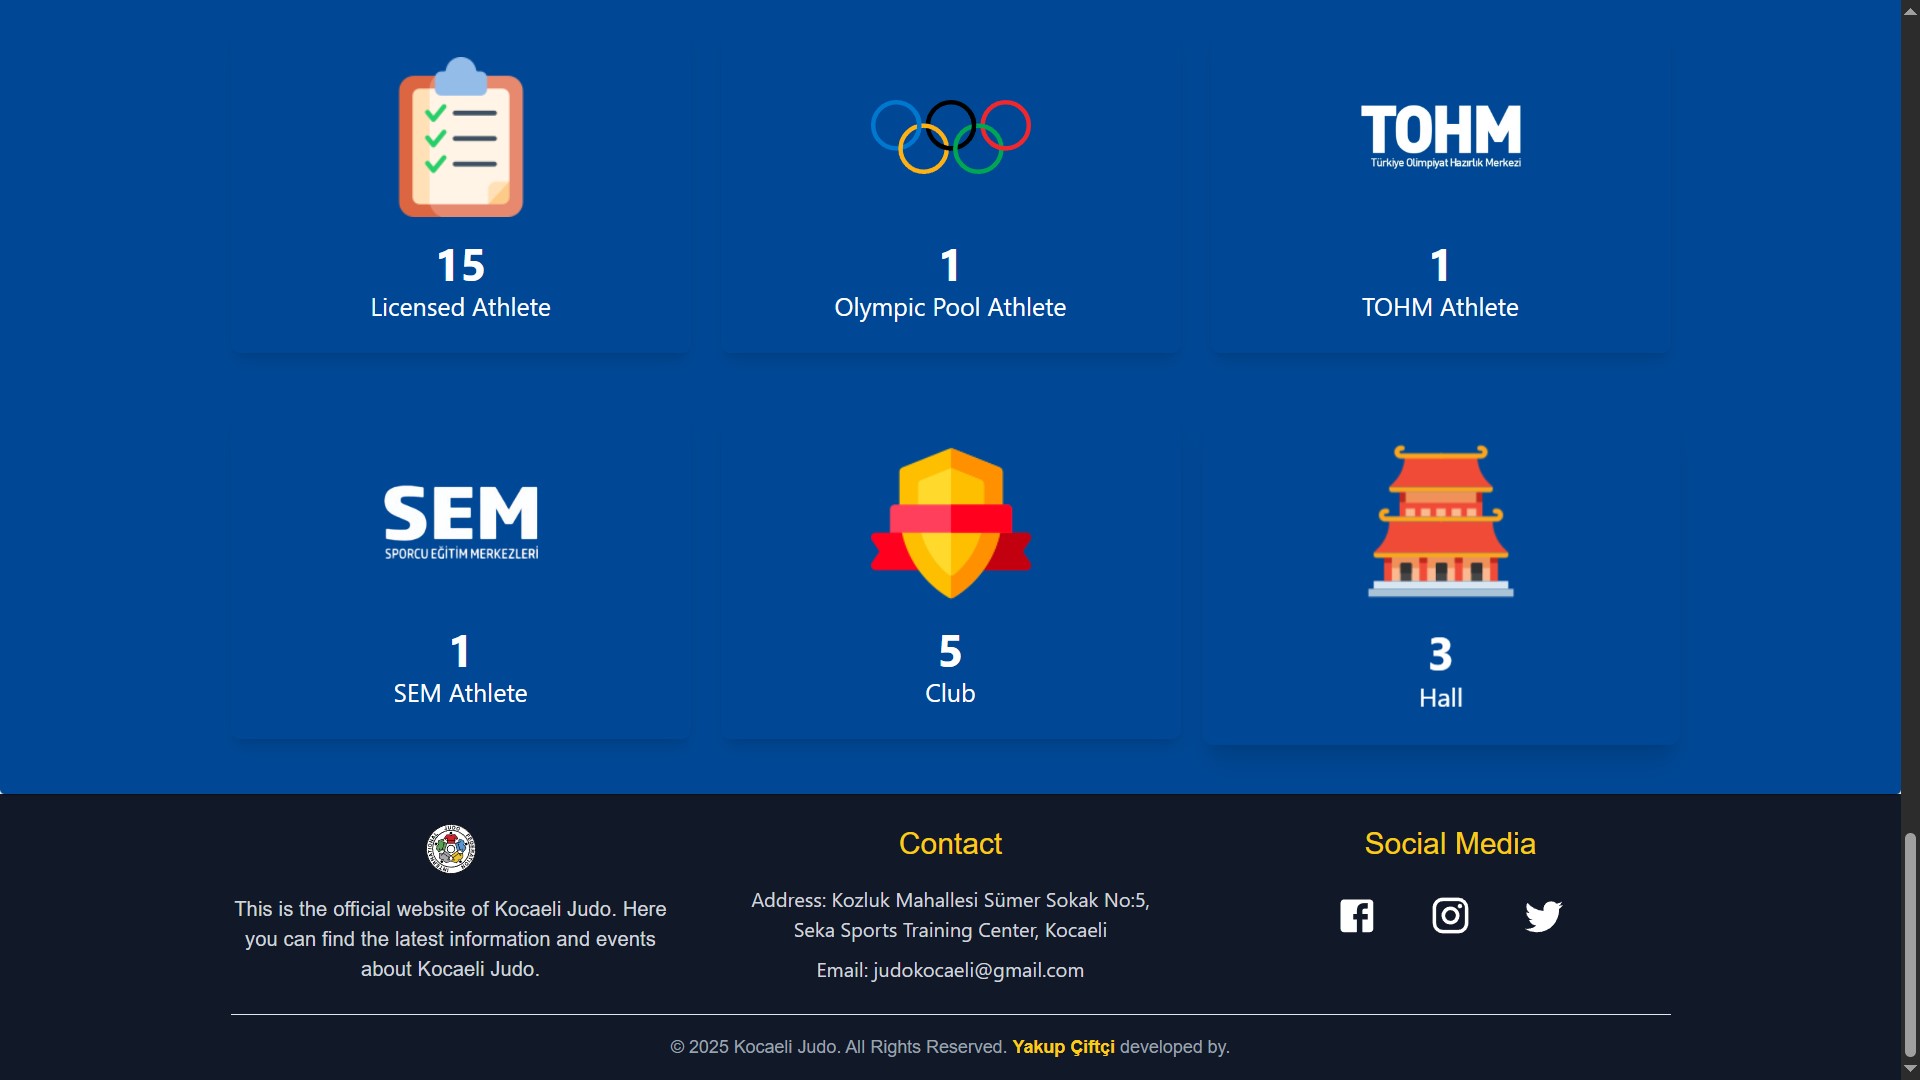 TOHM
Türkiye Olimpiyat Hazırlık Merkezi
15
Licensed Athlete
1
Olympic Pool Athlete
1
TOHM Athlete
SEM
SPORCU EĞİTİM MERKEZLERİ
1
SEM Athlete
5
Club
3
Hall
INTERNATIONAL JUDO FEDERATION
This is the official website of Kocaeli Judo. Here
you can find the latest information and events
about Kocaeli Judo.
Contact
Address: Kozluk Mahallesi Sümer Sokak No:5,
Seka Sports Training Center, Kocaeli
Email: judokocaeli@gmail.com
Social Media
© 2025 Kocaeli Judo. All Rights Reserved. Yakup Çiftçi developed by.